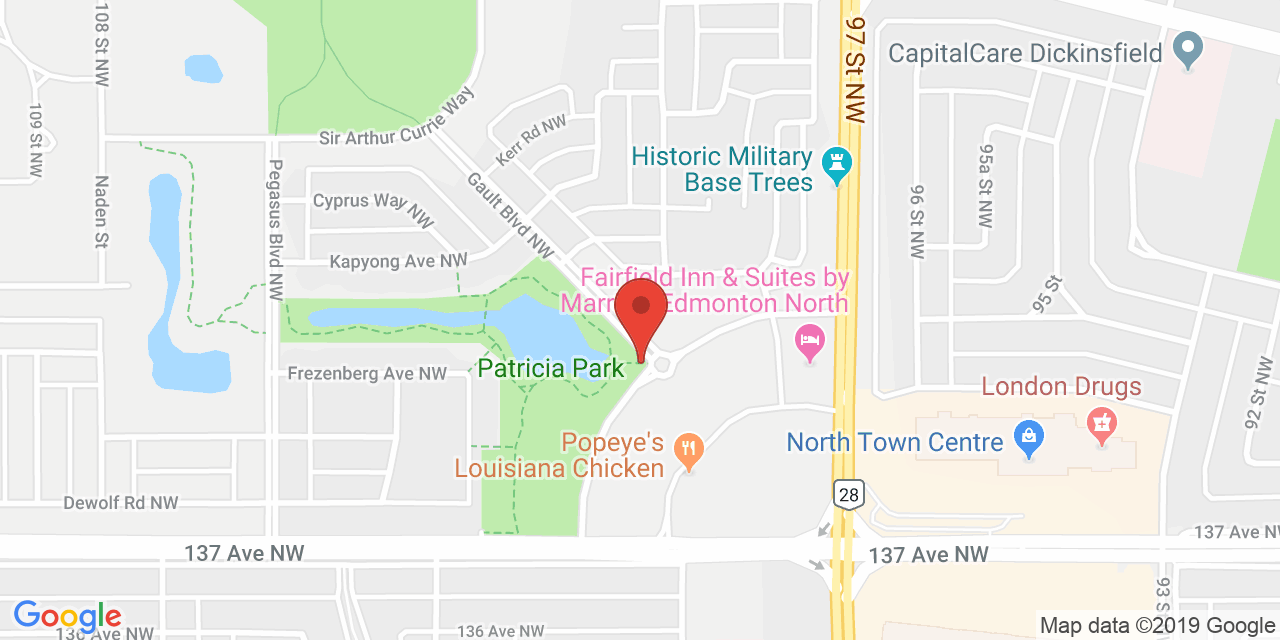 108 St NW
97 St NW
CapitalCare Dickinsfield
109 St NW
Sir Arthur Currie Way
Kerr Rd NW
Historic Military
Base Trees
95a St NW
Pegasus Blvd NW
Naden St
Cyprus Way NW
Gault Blvd NW
96 St NW
Kapyong Ave NW
Fairfield Inn & Suites by
Edmonton North
95 St
Patricia Park
Frezenberg Ave NW
London Drugs
92 St NW
Popeye's
Louisiana Chicken
North Town Centre
28
Dewolf Rd NW
137 Ave NW
137 Ave NW
137 Ave
93 S
Google
136 Ave NW
136 Ave NW
Map data ©2019 Google